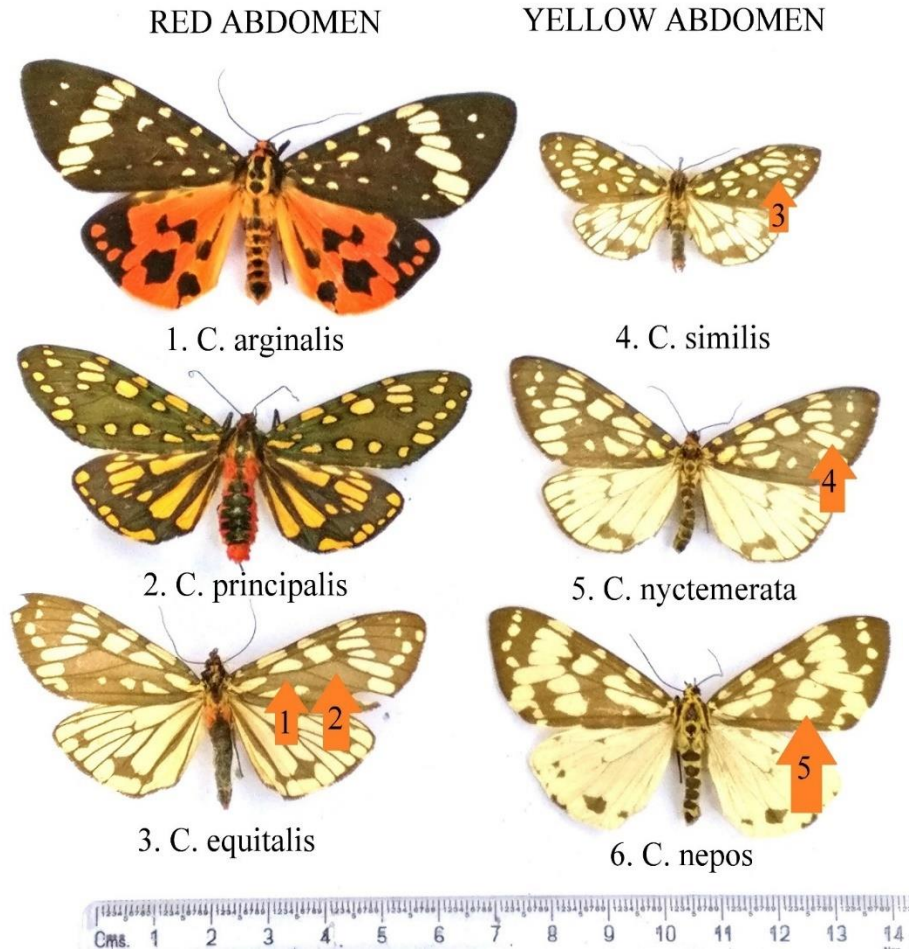 RED ABDOMEN
YELLOW ABDOMEN
3
1. C. arginalis
4. C. similis
4
2. C. principalis
5. C. nyctemerata
1
2
5
3. C. equitalis
6. C. nepos
Cms. 1 2 3 4 5 6 7 8 9 10 11 12 13 14